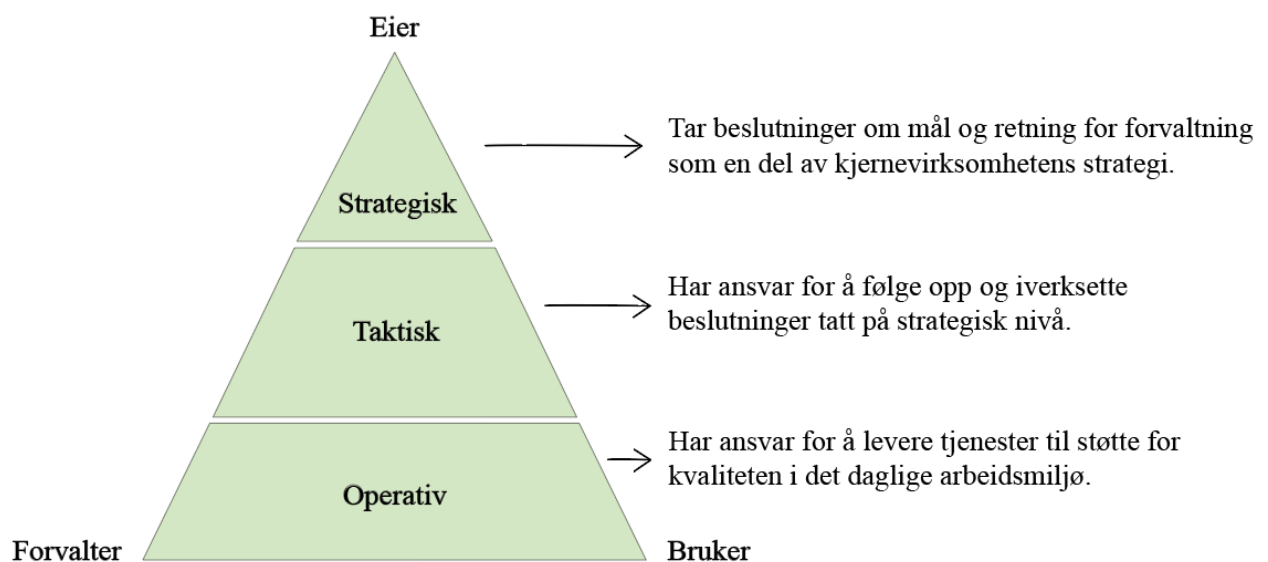 Eier
Tar beslutninger om mål og retning for forvaltning
som en del av kjernevirksomhetens strategi.
Strategisk
Har ansvar for å følge opp og iverksette
beslutninger tatt på strategisk nivå.
Taktisk
Har ansvar for å levere tjenester til støtte for
kvaliteten i det daglige arbeidsmiljø.
Operativ
Forvalter
Bruker